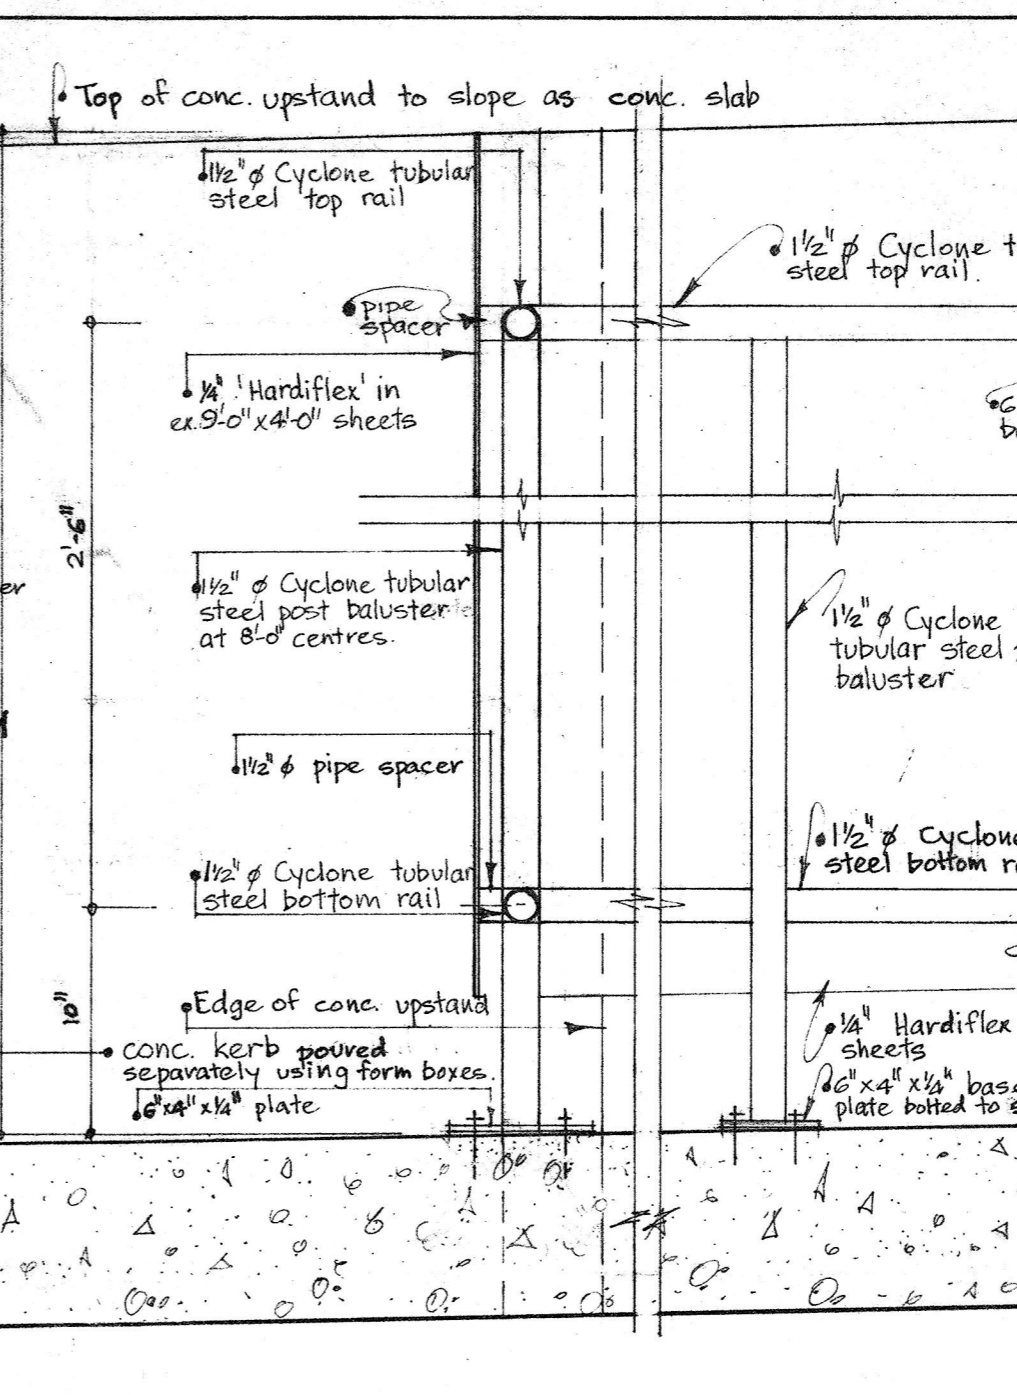 Top of conc. upstand to slope as conc. slab
1½" φ Cyclone tubular
steel top rail
1½" φ Cyclone t
steel top rail.
pipe
spacer
¼" 'Hardiflex' in
ex. 9'-0" x 4'-0" sheets
6
2'-6"
er
1½" φ Cyclone tubular
steel post baluster
at 8'-0" centres.
1½" φ Cyclone
tubular steel
baluster
1½" φ pipe spacer
1½" φ Cyclone
steel bottom r
1½" φ Cyclone tubular
steel bottom rail
10"
Edge of conc. upstand
¼" Hardiflex
sheets
conc. kerb poured
separately using form boxes.
6" x 4" x ¼" plate
6" x 4" x ¼" bas
plate bolted to s